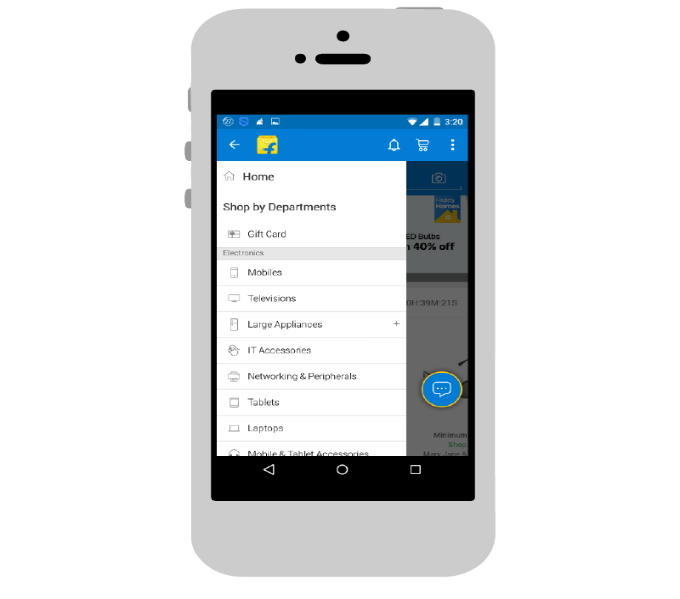 3:20
Home
Shop by Departments
Happy
Homes
Gift Card
ED Bulbs
n 40% off
Electronics
Mobiles
Televisions
0H:39M:21S
Large Appliances
IT Accessories
Networking & Peripherals
Tablets
Laptops
Minimum
Shop
Mobile & Tablet Accessories
Mary Jane &